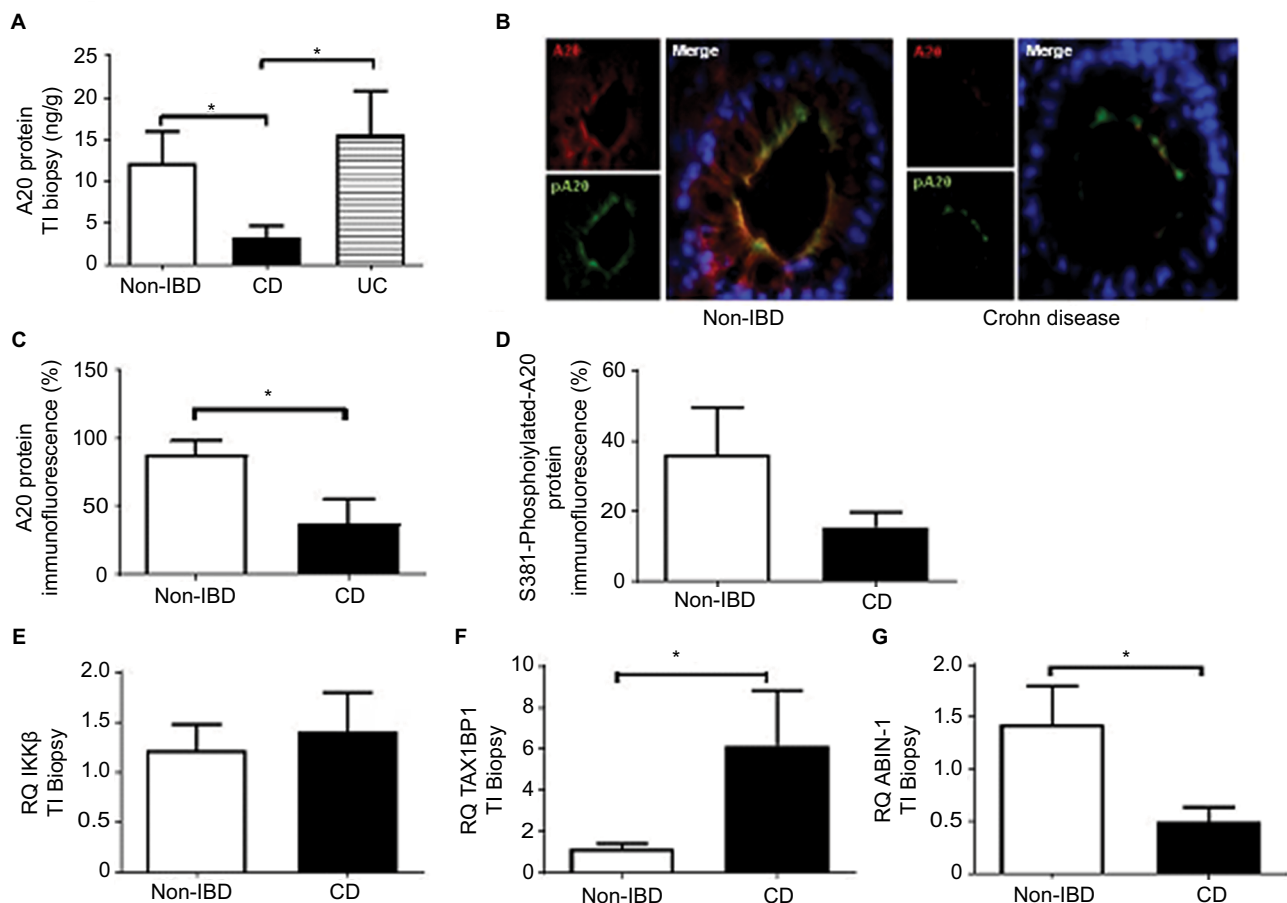 A
A20 protein
TI biopsy (ng/g)
25
20
15
10
5
0
*
*
Non-IBD
CD
UC
B
A20
Merge
pA20
Non-IBD
A20
Merge
pA20
Crohn disease
C
A20 protein
immunofluorescence (%)
150
100
50
0
*
Non-IBD
CD
D
S381-Phosphoiylated-A20
protein
immunofluorescence (%)
60
40
20
0
Non-IBD
CD
E
RQ IKKβ
TI Biopsy
2.0
1.5
1.0
0.5
0
Non-IBD
CD
F
RQ TAX1BP1
TI Biopsy
10
8
6
4
2
0
*
Non-IBD
CD
G
RQ ABIN-1
TI Biopsy
2.0
1.5
1.0
0.5
0
*
Non-IBD
CD